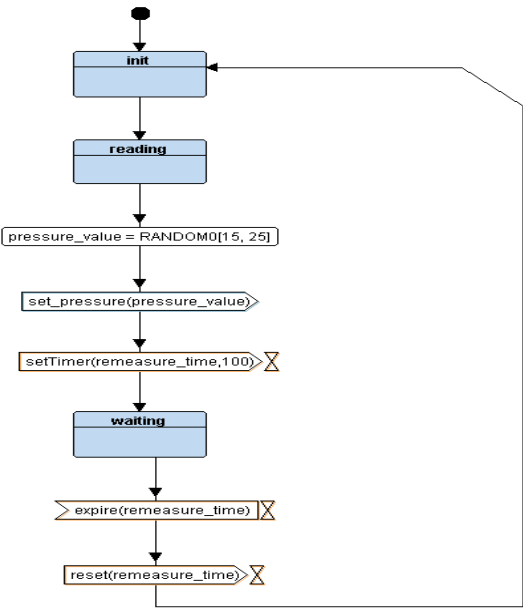 init
reading
pressure_value = RANDOM0[15, 25]
set_pressure(pressure_value)
setTimer(remeasure_time,100)
waiting
expire(remeasure_time)
reset(remeasure_time)